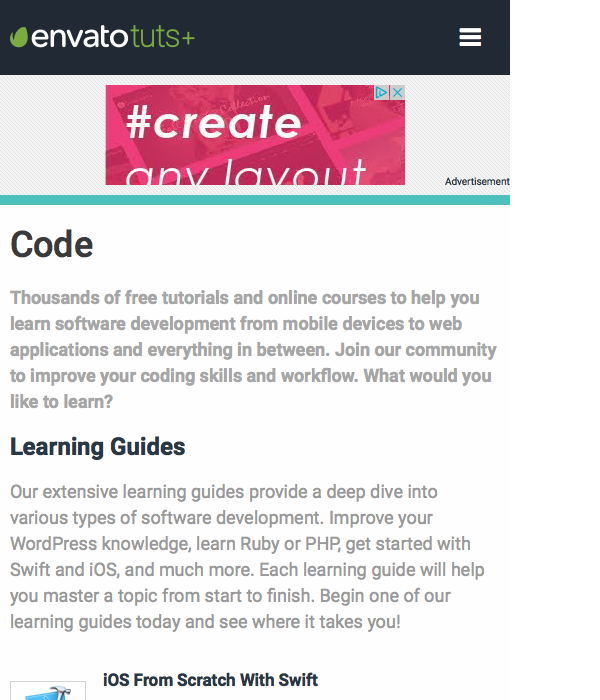 envatotuts+
#create
any layout
Advertisement
Code
Thousands of free tutorials and online courses to help you
learn software development from mobile devices to web
applications and everything in between. Join our community
to improve your coding skills and workflow. What would you
like to learn?
Learning Guides
Our extensive learning guides provide a deep dive into
various types of software development. Improve your
WordPress knowledge, learn Ruby or PHP, get started with
Swift and iOS, and much more. Each learning guide will help
you master a topic from start to finish. Begin one of our
learning guides today and see where it takes you!
iOS From Scratch With Swift